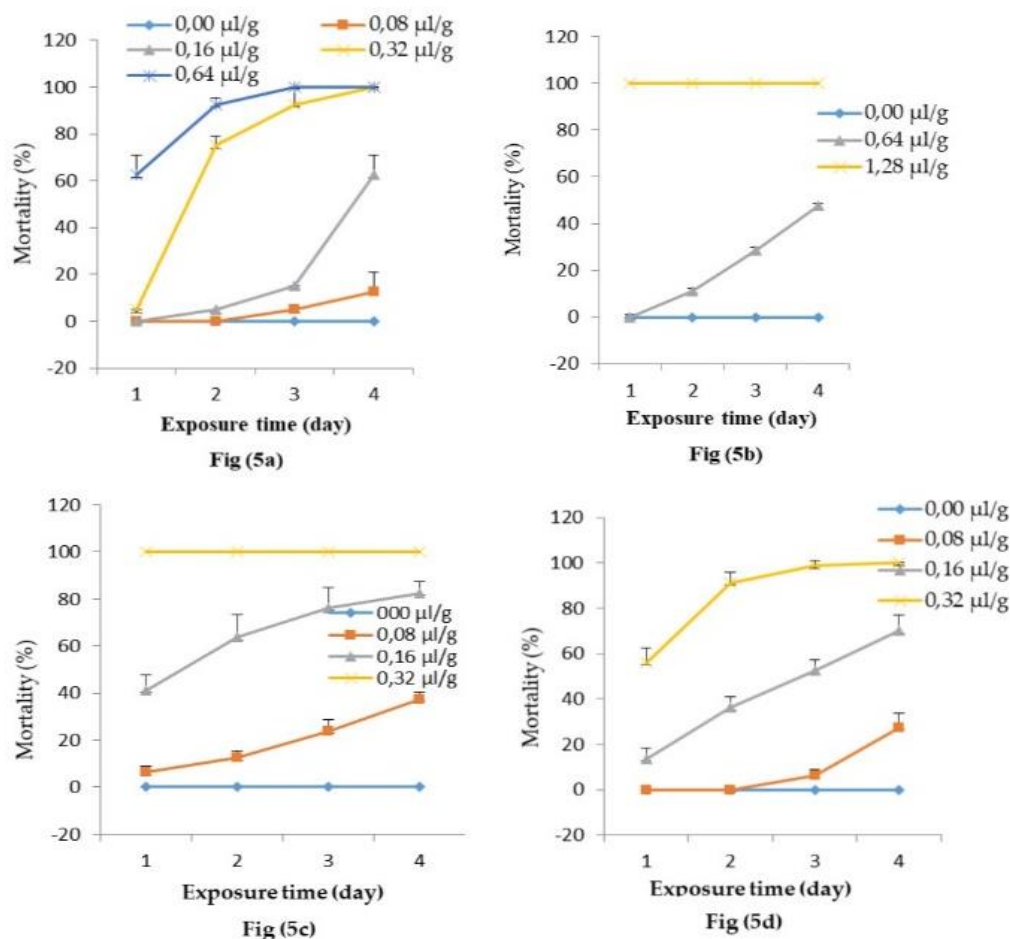 0,00 µl/g 0,08 µl/g
0,16 µl/g 0,32 µl/g
0,64 µl/g
120
100
80
60
40
20
0
-20
Mortality (%)
1 2 3 4
Exposure time (day)
Fig (5a)
120
100
80
60
40
20
0
-20
Mortality (%)
0,00 µl/g
0,64 µl/g
1,28 µl/g
1 2 3 4
Exposure time (day)
Fig (5b)
120
100
80
60
40
20
0
-20
Mortality (%)
000 µl/g
0,08 µl/g
0,16 µl/g
0,32 µl/g
1 2 3 4
Exposure time (day)
Fig (5c)
120
100
80
60
40
20
0
-20
Mortality (%)
0,00 µl/g
0,08 µl/g
0,16 µl/g
0,32 µl/g
1 2 3 4
Exposure time (day)
Fig (5d)